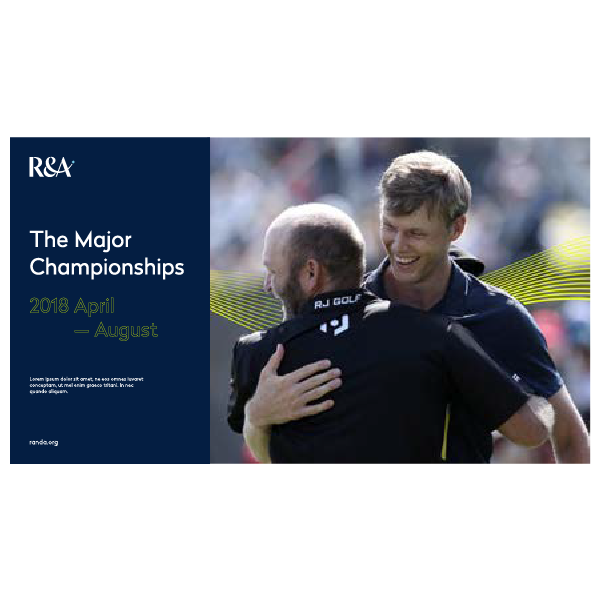 R&A
The Major
Championships
2018 April
— August
Lorem ipsum dolor sit amet, ne eos omnes iuvaret
conceptam, ut mel enim graeco tritani. In nec
quando aliquam.
randa.org
RJ GOLF